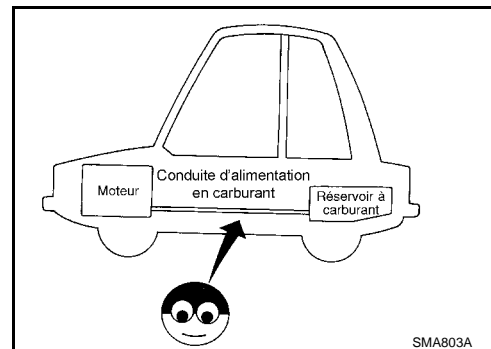 Moteur
Conduite d'alimentation
en carburant
Réservoir à
carburant
SMA803A